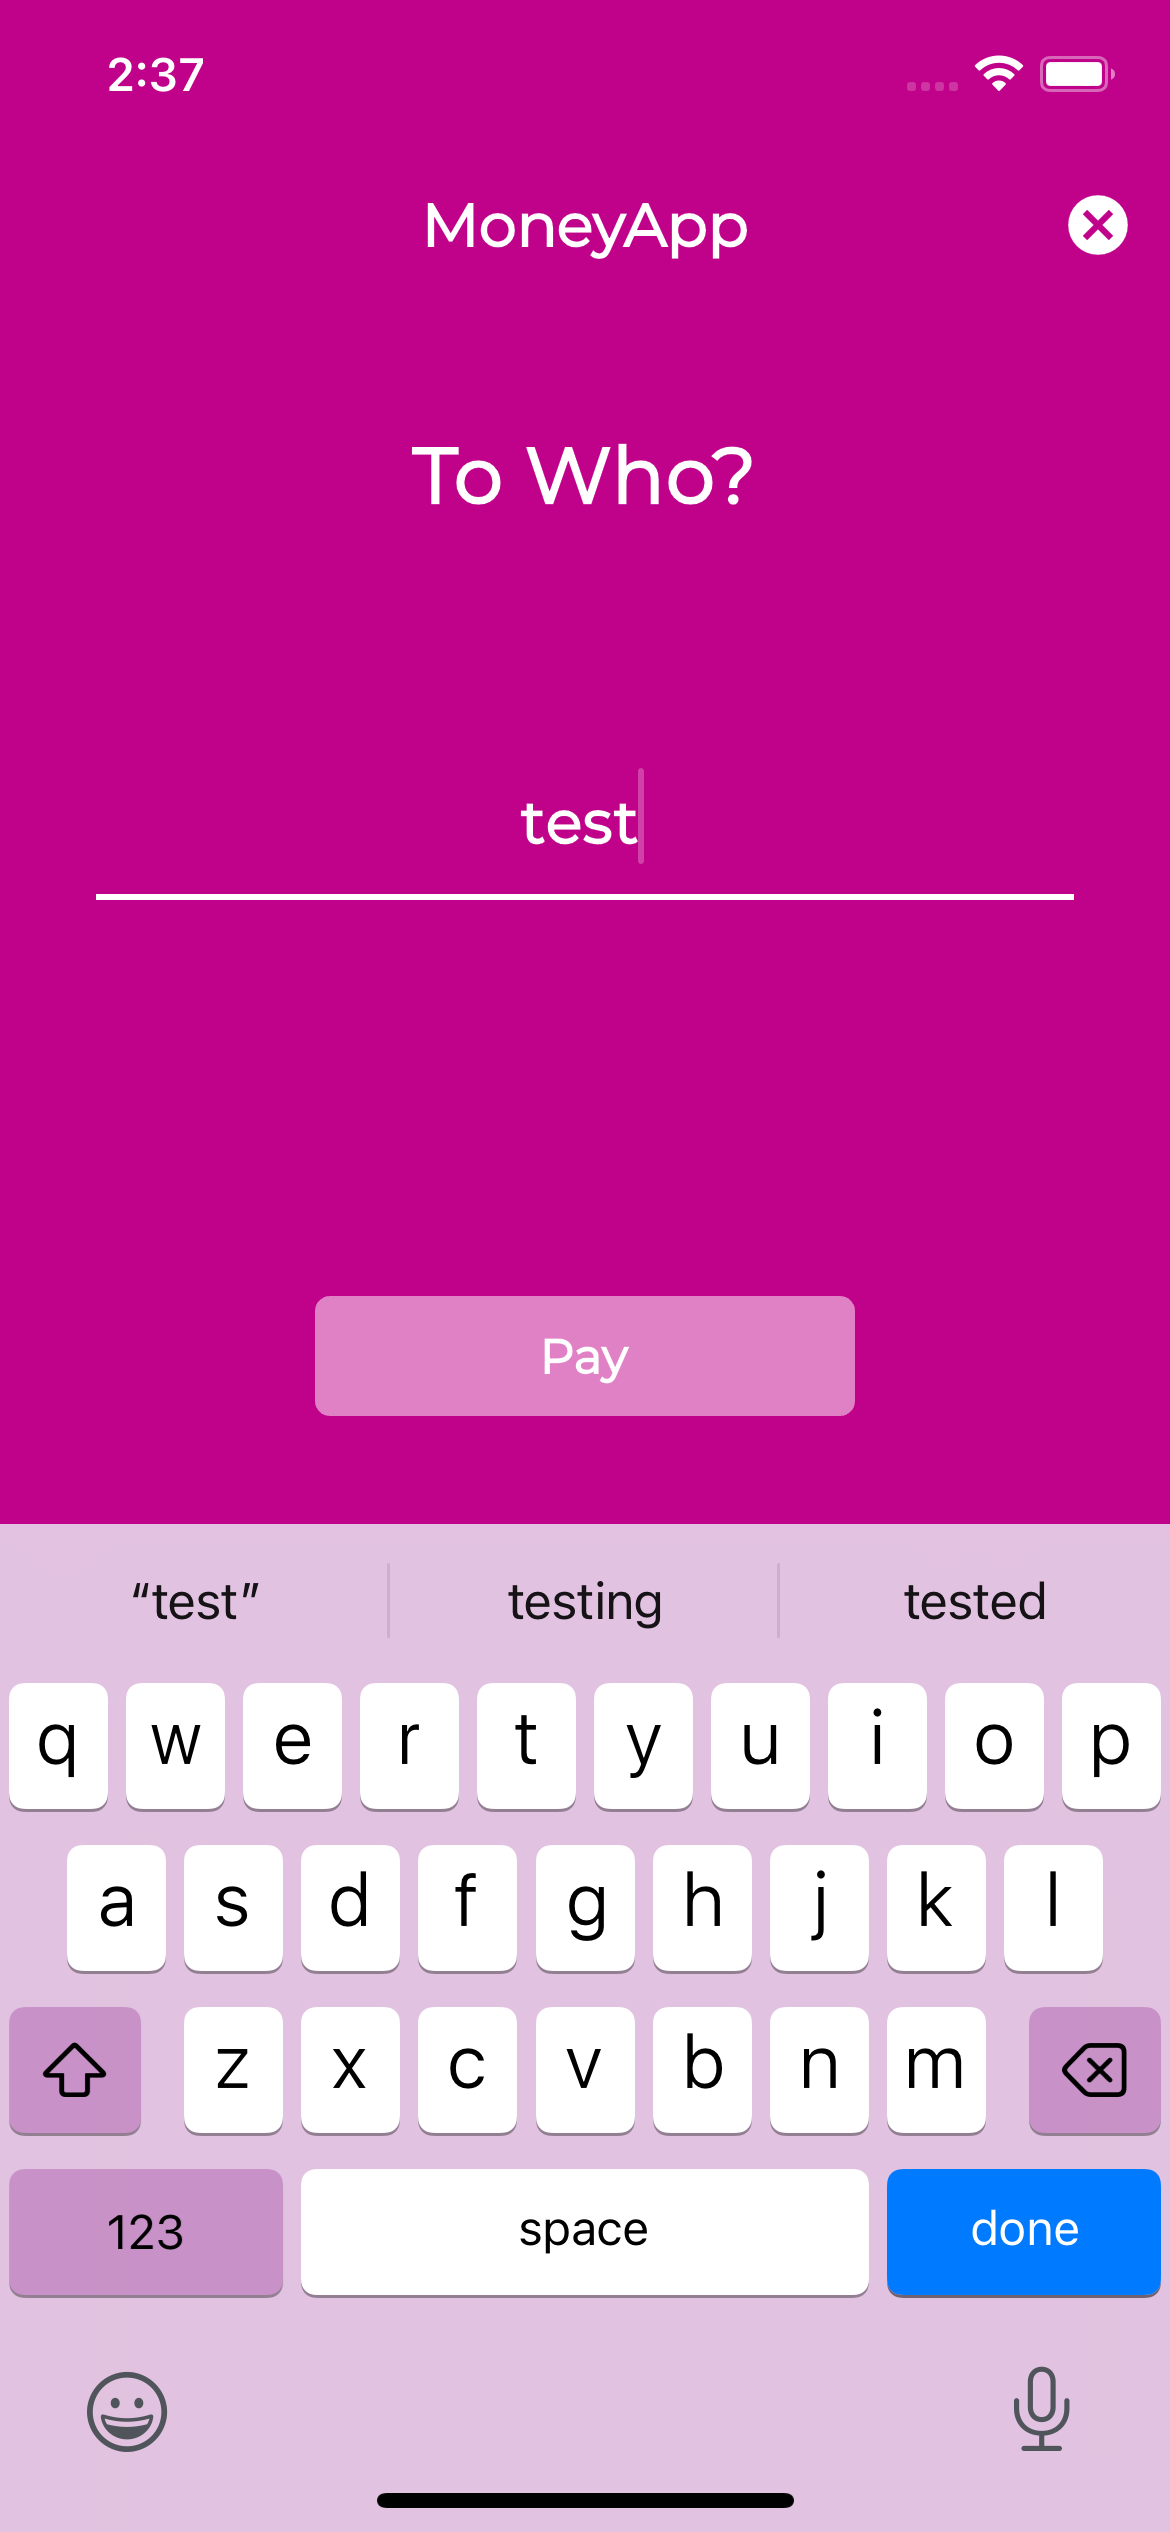 2:37
MoneyApp
To Who?
test
Pay
“test” testing tested
q w e r t y u i o p
a s d f g h j k l
z x c v b n m
123 space done